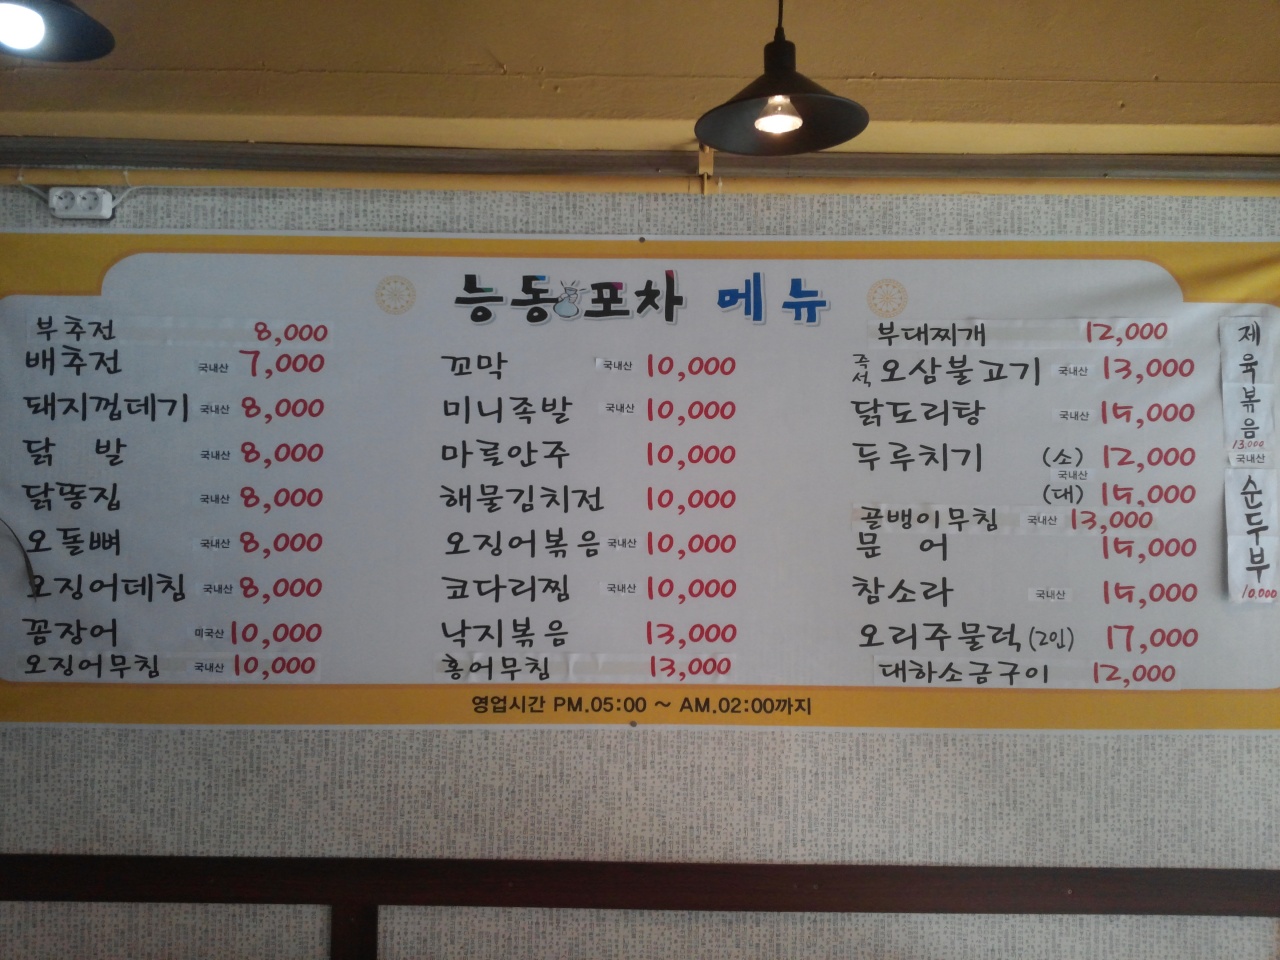 능동포차 메뉴
부추전 8,000
배추전 국내산 7,000
돼지껍데기 국내산 8,000
닭 발 국내산 8,000
닭똥집 국내산 8,000
오돌뼈 국내산 8,000
오징어데침 국내산 8,000
꼼장어 미국산 10,000
오징어무침 국내산 10,000
꼬막 국내산 10,000
미니족발 국내산 10,000
마른안주 10,000
해물김치전 10,000
오징어볶음 국내산 10,000
코다리찜 국내산 10,000
낙지볶음 13,000
홍어무침 13,000
부대찌개 12,000
즉석 오삼불고기 국내산 13,000
닭도리탕 국내산 15,000
두루치기 (소) 12,000
국내산
(대) 15,000
골뱅이무침 국내산 13,000
문 어 15,000
참소라 국내산 15,000
오리주물럭 (2인) 17,000
대하소금구이 12,000
제육볶음
13,000
국내산
순두부
10,000
영업시간 PM.05:00 ~ AM.02:00까지